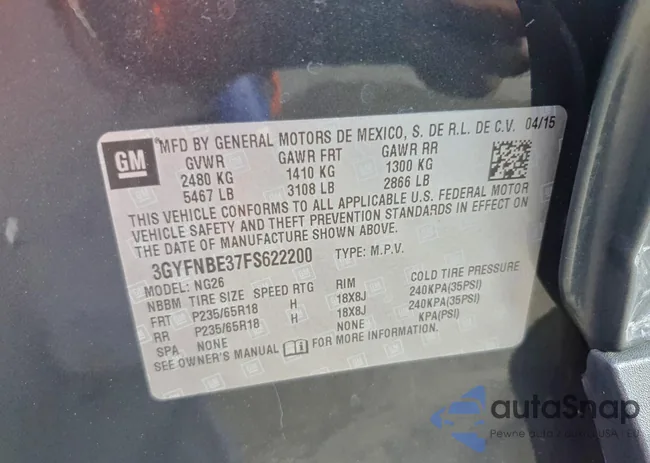 GM
MFD BY GENERAL MOTORS DE MEXICO, S. DE R.L. DE C.V. 04/15
GVWR GAWR FRT GAWR RR
2480 KG 1410 KG 1300 KG
5467 LB 3108 LB 2866 LB
THIS VEHICLE CONFORMS TO ALL APPLICABLE U.S. FEDERAL MOTOR
VEHICLE SAFETY AND THEFT PREVENTION STANDARDS IN EFFECT ON
THE DATE OF MANUFACTURE SHOWN ABOVE.
3GYFNBE37FS622200 TYPE: M.P.V.
MODEL: NG26
NBBM TIRE SIZE SPEED RTG RIM COLD TIRE PRESSURE
FRT P235/65R18 H 18X8J 240KPA(35PSI)
RR P235/65R18 H 18X8J 240KPA(35PSI)
SPA NONE NONE KPA(PSI)
SEE OWNER'S MANUAL FOR MORE INFORMATION.
autoSnap
Pewne auto z USA i EU